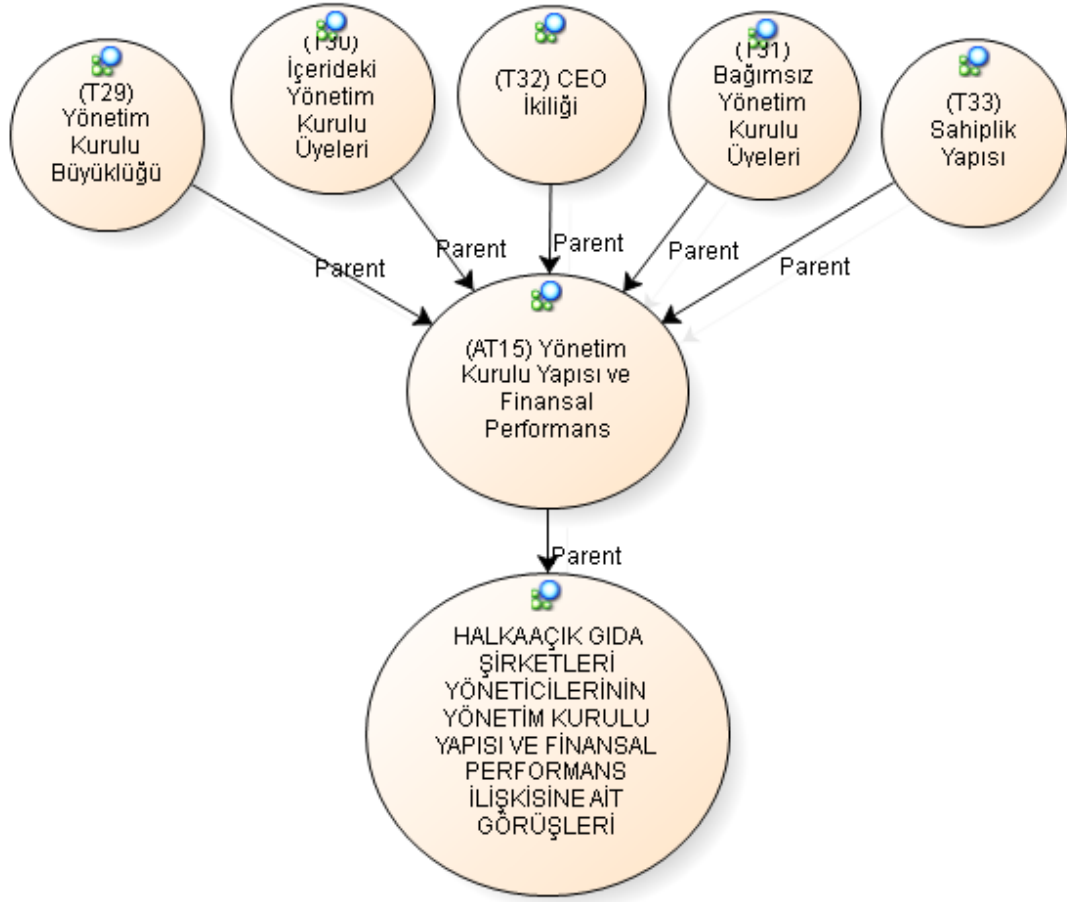 (T29)
Yönetim
Kurulu
Büyüklüğü
(T30)
İçerideki
Yönetim
Kurulu
Üyeleri
(T32) CEO
İkiliği
(T31)
Bağımsız
Yönetim
Kurulu
Üyeleri
(T33)
Sahiplik
Yapısı
Parent
Parent
Parent
Parent
Parent
(AT15) Yönetim
Kurulu Yapısı ve
Finansal
Performans
Parent
HALKAAÇIK GIDA
ŞİRKETLERİ
YÖNETİCİLERİNİN
YÖNETİM KURULU
YAPISI VE FİNANSAL
PERFORMANS
İLİŞKİSİNE AİT
GÖRÜŞLERİ